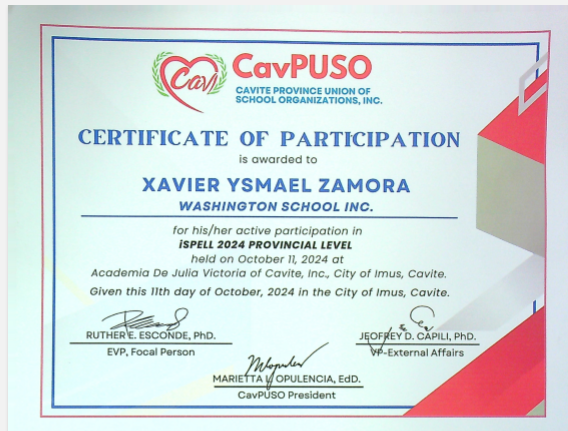 Cavi
CavPUSO
CAVITE PROVINCE UNION OF
SCHOOL ORGANIZATIONS, INC.
CERTIFICATE OF PARTICIPATION
is awarded to
XAVIER YSMAEL ZAMORA
WASHINGTON SCHOOL INC.
for his/her active participation in
iSPELL 2024 PROVINCIAL LEVEL
held on October 11, 2024 at
Academia De Julia Victoria of Cavite, Inc., City of Imus, Cavite.
Given this 11th day of October, 2024 in the City of Imus, Cavite.
RUTHER E. ESCONDE, PhD.
EVP, Focal Person
JEOFREY D. CAPILI, PhD.
VP-External Affairs
MARIETTA V. OPULENCIA, EdD.
CavPUSO President